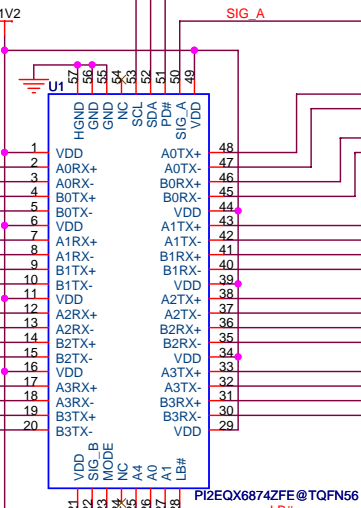 1V2
SIG_A
57 56 55 54 53 52 51 50 49
U1
HGND GND GND NC SCL SDA PD# SIG_A VDD
1 VDD A0TX+ 48
2 A0RX+ A0TX- 47
3 A0RX- B0RX+ 46
4 B0TX+ B0RX- 45
5 B0TX- VDD 44
6 VDD A1TX+ 43
7 A1RX+ A1TX- 42
8 A1RX- B1RX+ 41
9 B1TX+ B1RX- 40
10 B1TX- VDD 39
11 VDD A2TX+ 38
12 A2RX+ A2TX- 37
13 A2RX- B2RX+ 36
14 B2TX+ B2RX- 35
15 B2TX- VDD 34
16 VDD A3TX+ 33
17 A3RX+ A3TX- 32
18 A3RX- B3RX+ 31
19 B3TX+ B3RX- 30
20 B3TX- VDD 29
VDD SIG_B MODE NC A4 A0 A1 LB#
PI2EQX6874ZFE@TQFN56